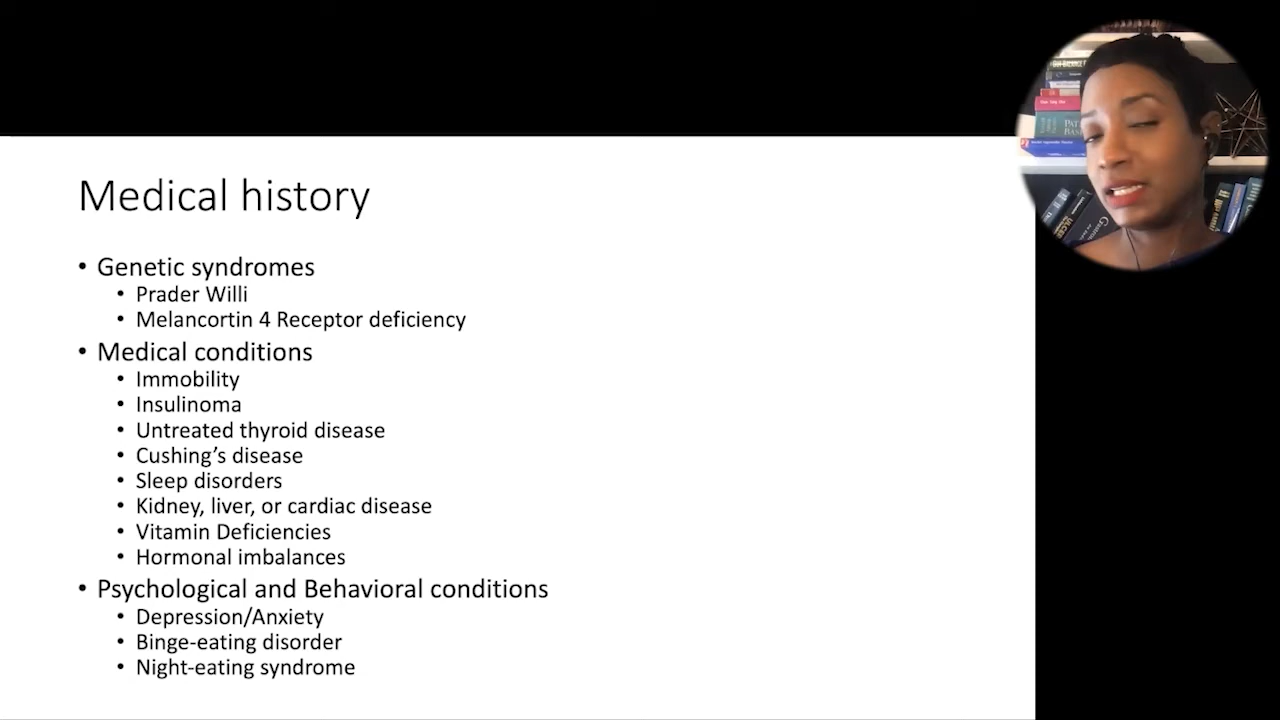 Medical history
• Genetic syndromes
• Prader Willi
• Melancortin 4 Receptor deficiency
• Medical conditions
• Immobility
• Insulinoma
• Untreated thyroid disease
• Cushing's disease
• Sleep disorders
• Kidney, liver, or cardiac disease
• Vitamin Deficiencies
• Hormonal imbalances
• Psychological and Behavioral conditions
• Depression/Anxiety
• Binge-eating disorder
• Night-eating syndrome